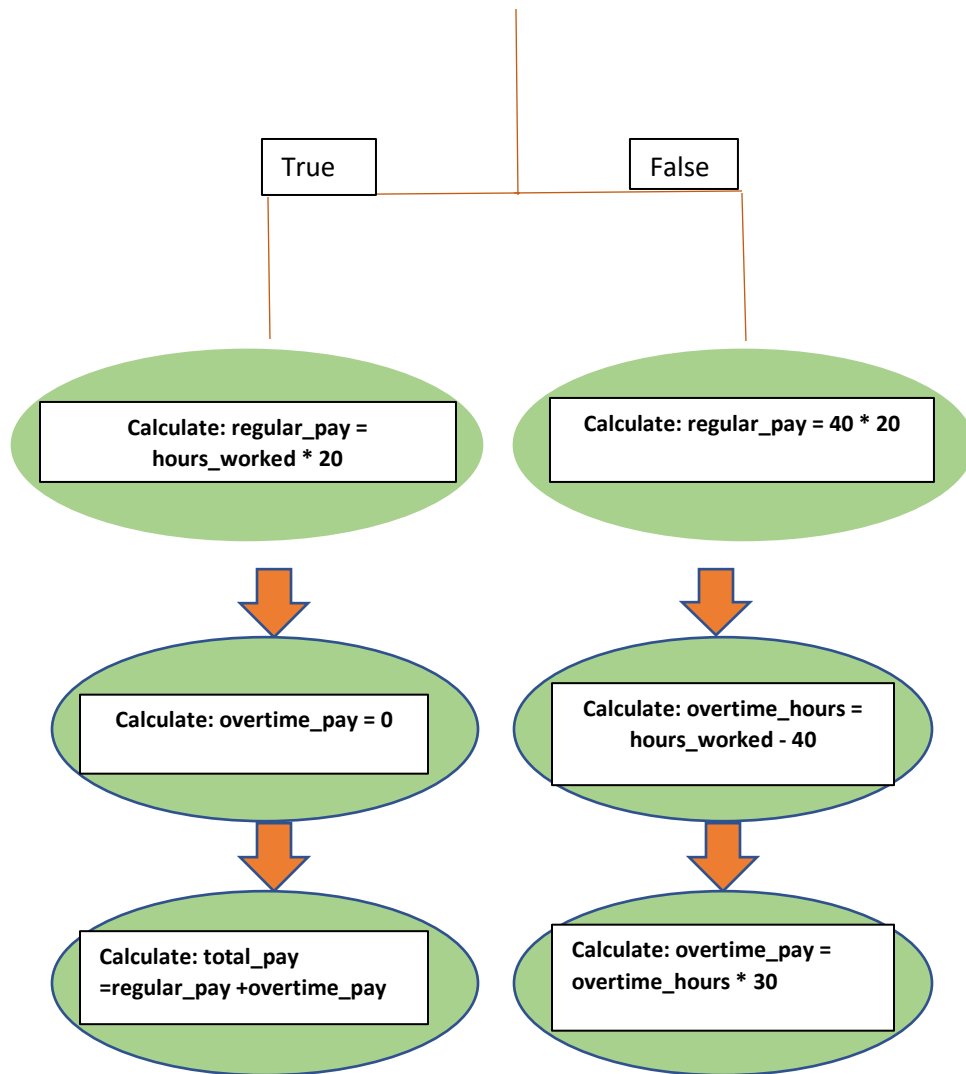 True
False
Calculate: regular_pay =
hours_worked * 20
Calculate: regular_pay = 40 * 20
Calculate: overtime_pay = 0
Calculate: overtime_hours =
hours_worked - 40
Calculate: total_pay
=regular_pay +overtime_pay
Calculate: overtime_pay =
overtime_hours * 30